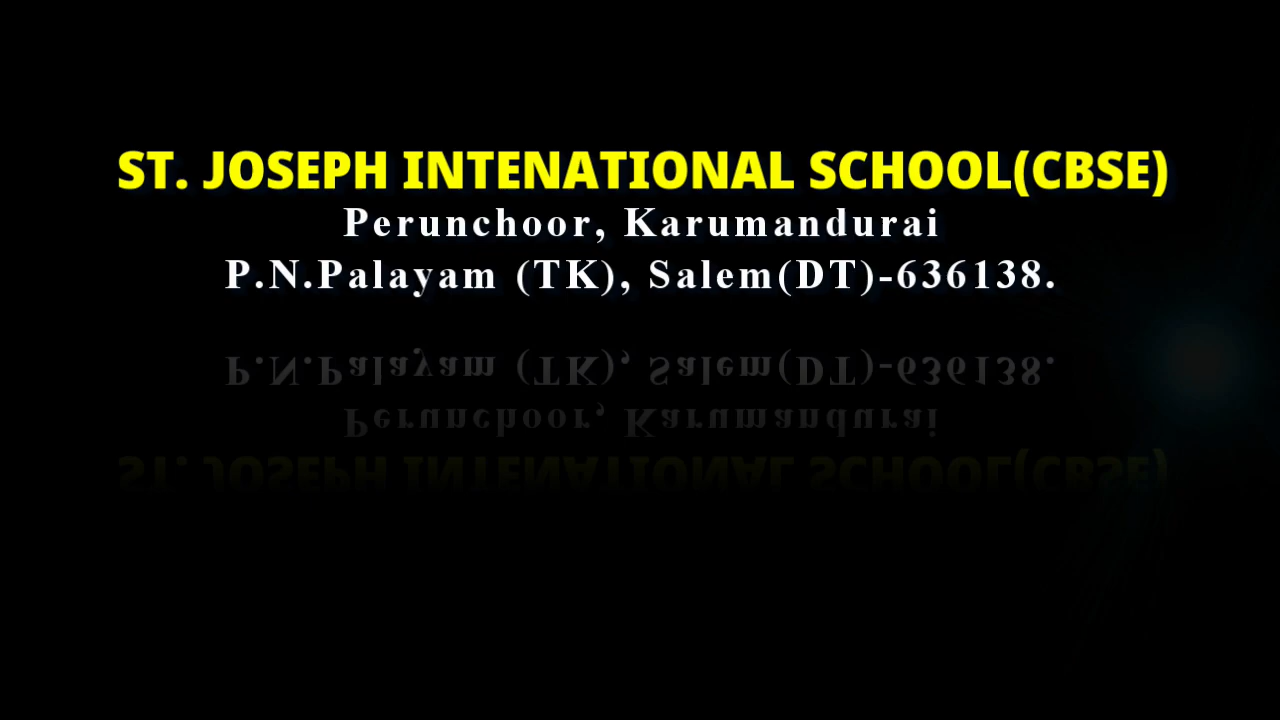 ST. JOSEPH INTENATIONAL SCHOOL(CBSE)
Perunchoor, Karumandurai
P.N.Palayam (TK), Salem(DT)-636138.